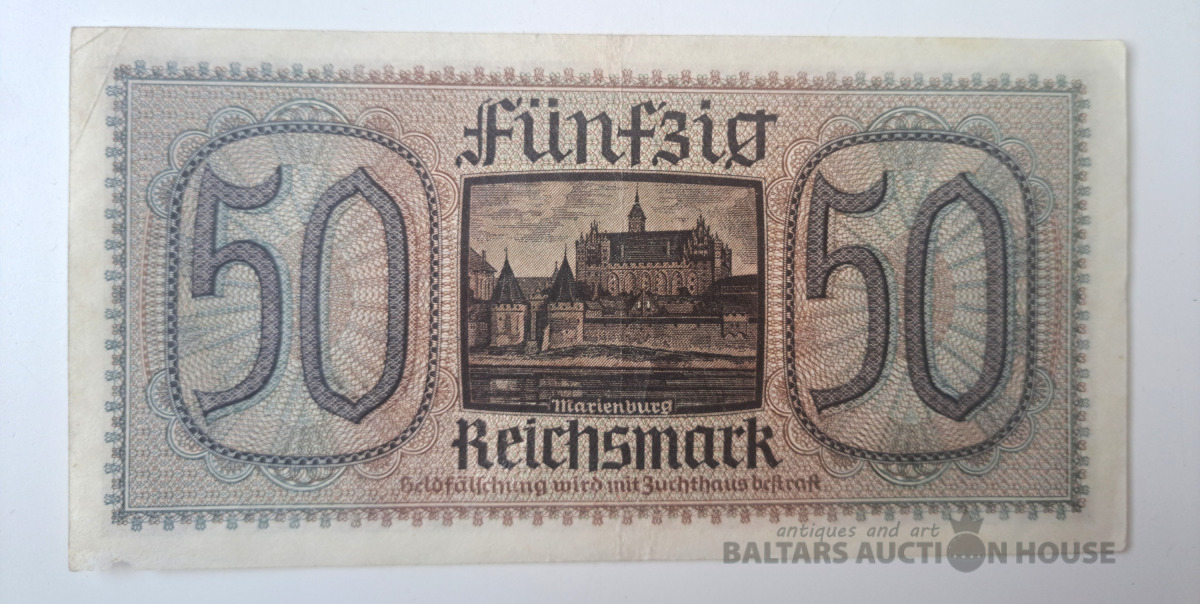 Fünfzig
50
50
Marienburg
Reichsmark
Geldfälschung wird mit Zuchthaus bestraft
antiques and art
BALTARS AUCTION HOUSE